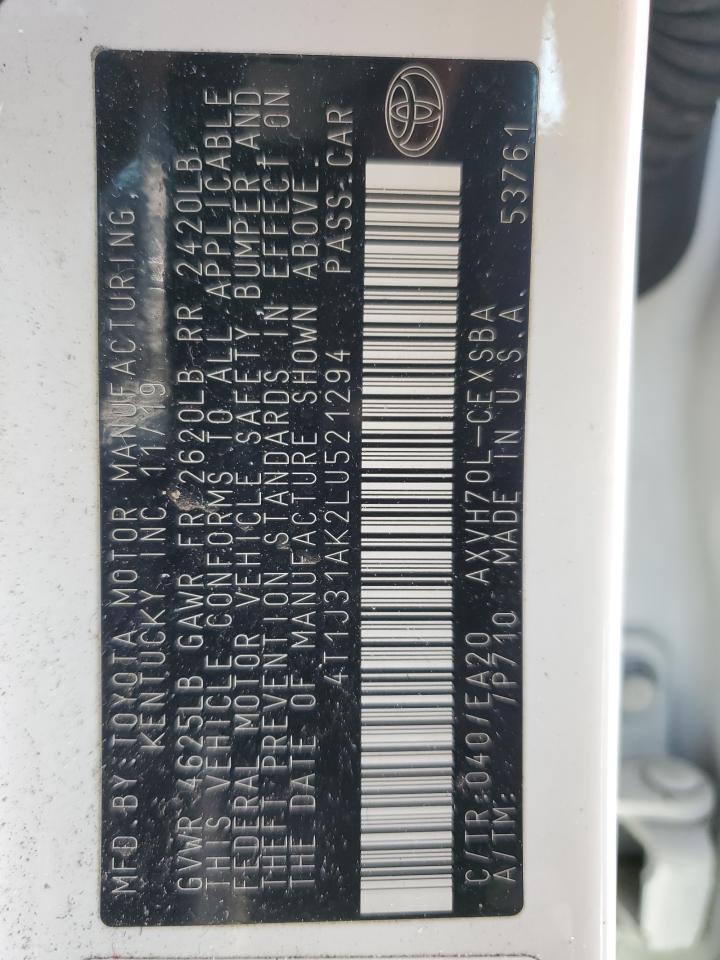 MFD.BY:TOYOTA MOTOR MANUFACTURING,
KENTUCKY, INC. 11/19
GVWR 4625LB GAWR FR 2620LB RR 2420LB
THIS VEHICLE CONFORMS TO ALL APPLICABLE
FEDERAL MOTOR VEHICLE SAFETY, BUMPER AND
THEFT PREVENTION STANDARDS IN EFFECT ON
THE DATE OF MANUFACTURE SHOWN ABOVE.
4T1J31AK2LU521294 PASS.CAR
C/TR:040/EA20 AXVH70L-CEXSBA
A/TM: /P710 MADE IN U.S.A. 53761